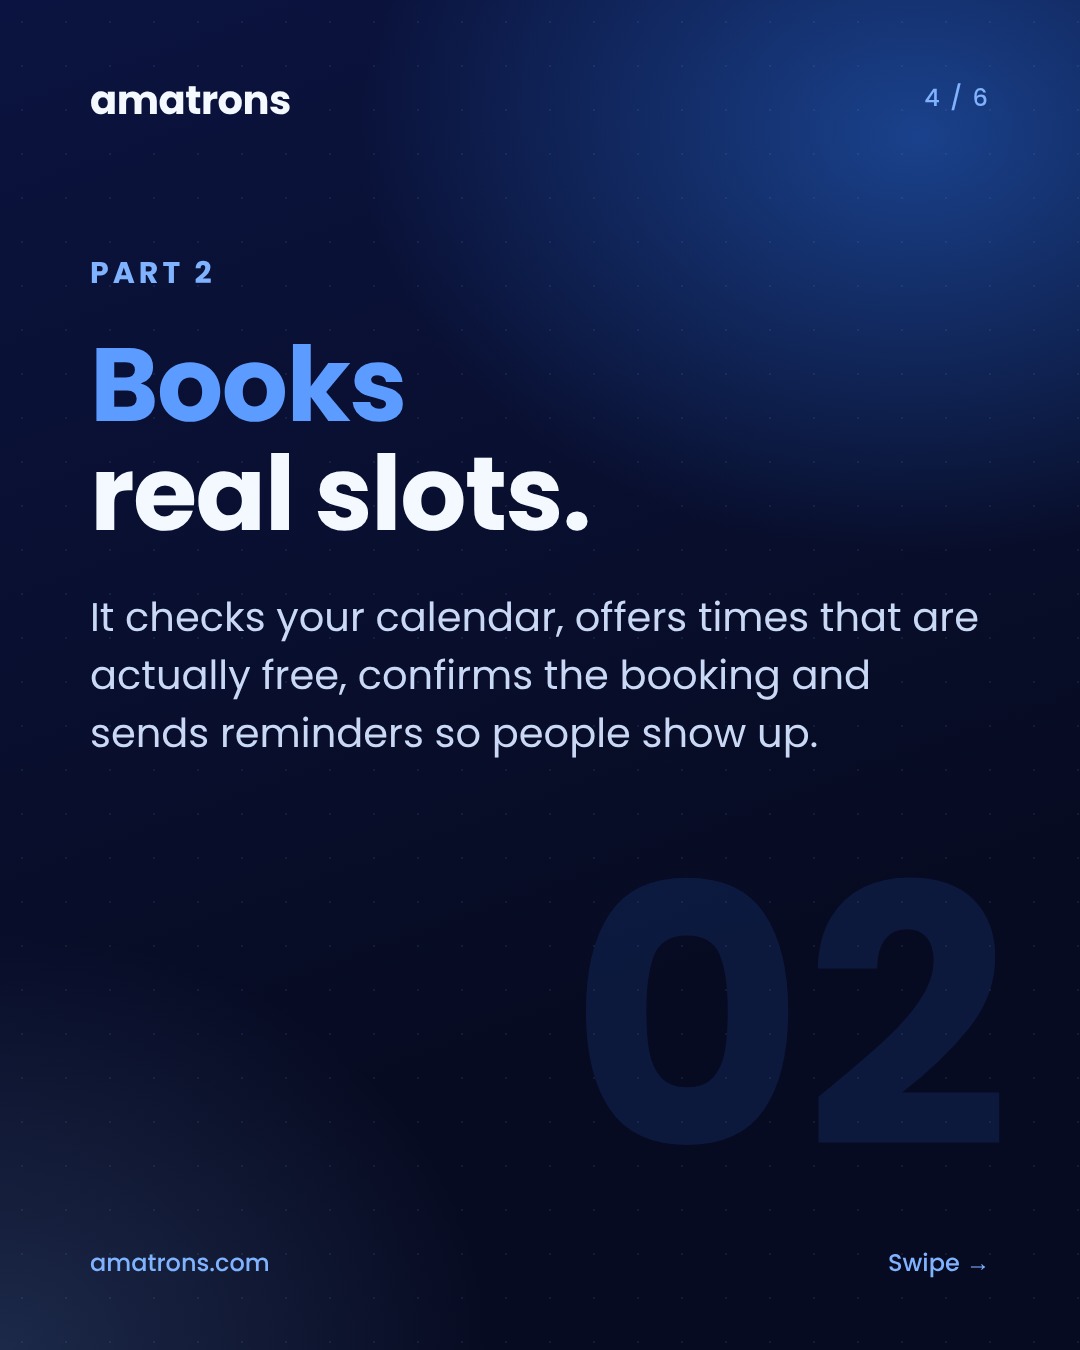 amatrons
4 / 6
PART 2
Books
real slots.
It checks your calendar, offers times that are
actually free, confirms the booking and
sends reminders so people show up.
02
amatrons.com
Swipe →